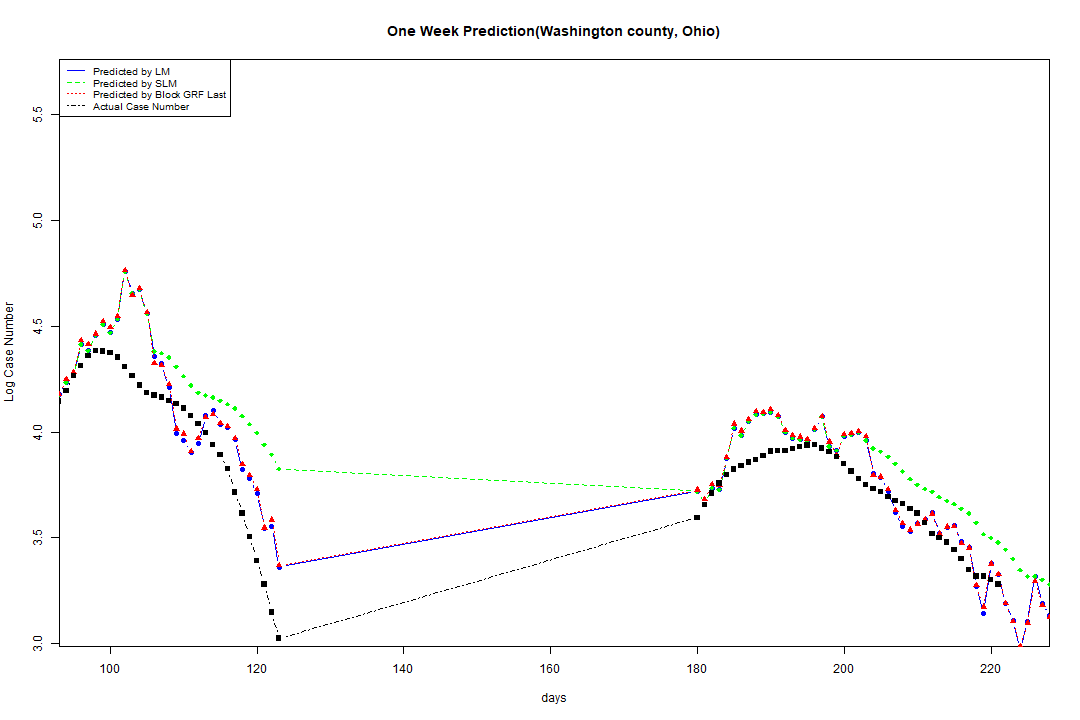 One Week Prediction(Washington county, Ohio)
Predicted by LM
Predicted by SLM
Predicted by Block GRF Last
Actual Case Number
5.5
5.0
4.5
4.0
3.5
3.0
Log Case Number
100 120 140 160 180 200 220
days